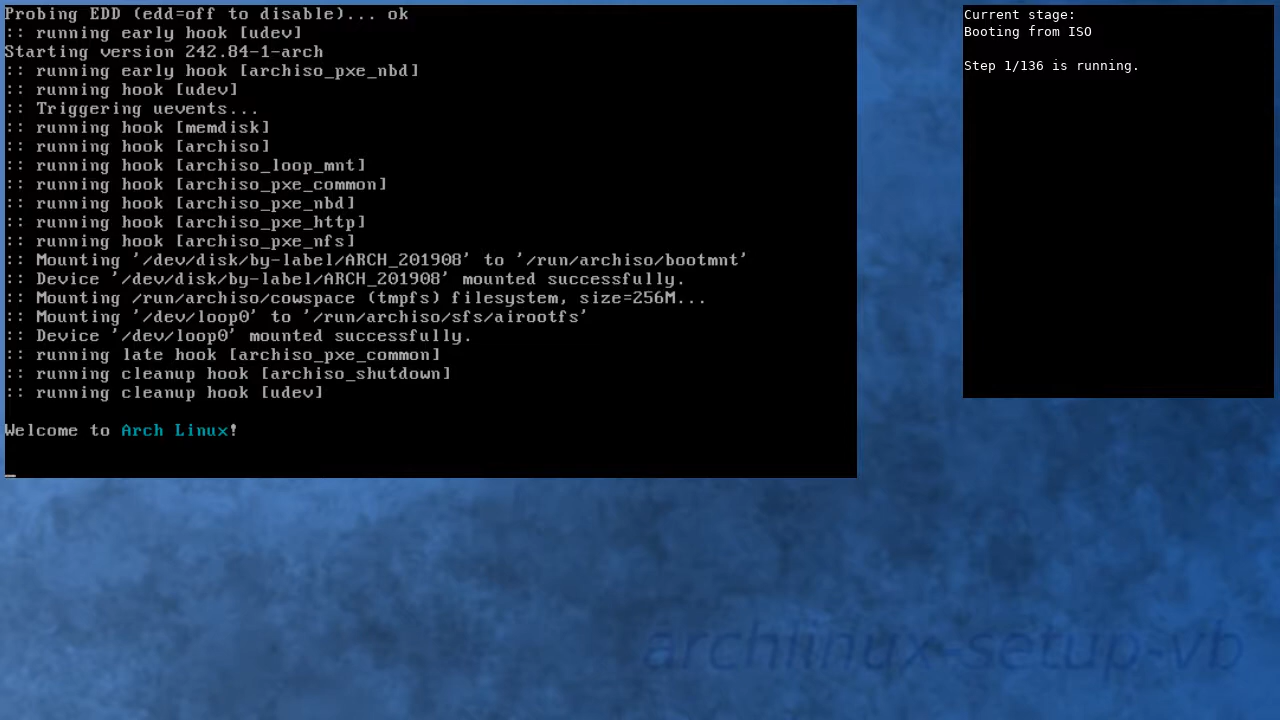 Probing EDD (edd=off to disable)... ok
:: running early hook [udev]
Starting version 242.84-1-arch
:: running early hook [archiso_pxe_nbd]
:: running hook [udev]
:: Triggering uevents...
:: running hook [memdisk]
:: running hook [archiso]
:: running hook [archiso_loop_mnt]
:: running hook [archiso_pxe_common]
:: running hook [archiso_pxe_nbd]
:: running hook [archiso_pxe_http]
:: running hook [archiso_pxe_nfs]
:: Mounting '/dev/disk/by-label/ARCH_201908' to '/run/archiso/bootmnt'
:: Device '/dev/disk/by-label/ARCH_201908' mounted successfully.
:: Mounting /run/archiso/cowspace (tmpfs) filesystem, size=256M...
:: Mounting '/dev/loop0' to '/run/archiso/sfs/airootfs'
:: Device '/dev/loop0' mounted successfully.
:: running late hook [archiso_pxe_common]
:: running cleanup hook [archiso_shutdown]
:: running cleanup hook [udev]
Welcome to Arch Linux!
Current stage:
Booting from ISO
Step 1/136 is running.
archlinux-setup-vb